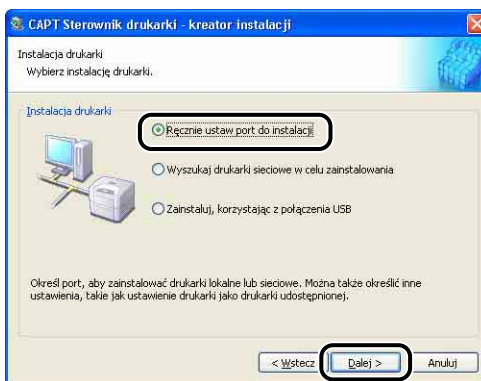 CAPT Sterownik drukarki - kreator instalacji
Instalacja drukarki
Wybierz instalację drukarki.
Instalacja drukarki
Ręcznie ustaw port do instalacji
Wyszukaj drukarki sieciowe w celu zainstalowania
Zainstaluj, korzystając z połączenia USB
Określ port, aby zainstalować drukarki lokalne lub sieciowe. Można także określić inne
ustawienia, takie jak ustawienie drukarki jako drukarki udostępnionej.
< Wstecz Dalej > Anuluj